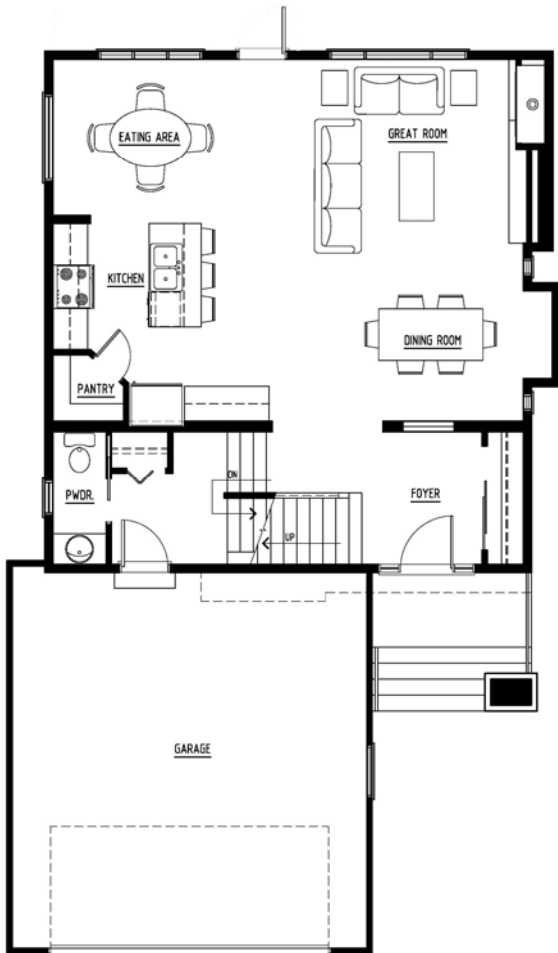 EATING AREA
GREAT ROOM
KITCHEN
DINING ROOM
PANTRY
DN
PWDR.
FOYER
UP
GARAGE